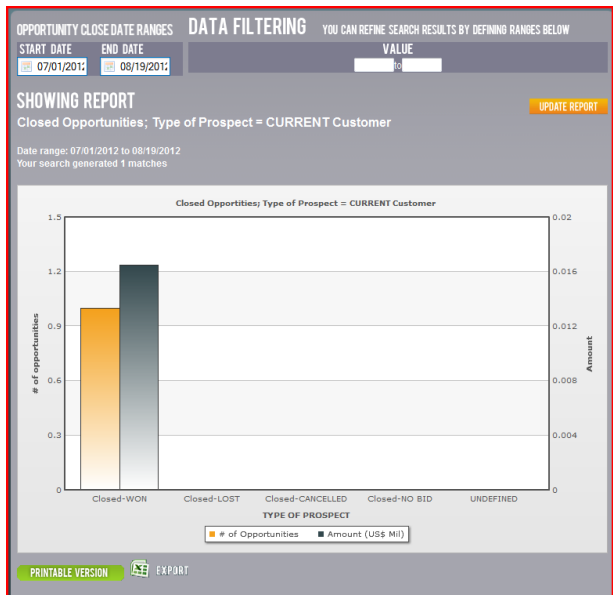 OPPORTUNITY CLOSE DATE RANGES DATA FILTERING YOU CAN REFINE SEARCH RESULTS BY DEFINING RANGES BELOW
START DATE END DATE VALUE
07/01/2012 08/19/2012 to
SHOWING REPORT
UPDATE REPORT
Closed Opportunities; Type of Prospect = CURRENT Customer
Date range: 07/01/2012 to 08/19/2012
Your search generated 1 matches
Closed Opportities; Type of Prospect = CURRENT Customer
1.5 0.02
1.2 0.016
0.9 0.012
# of opportunities
Amount
0.6 0.008
0.3 0.004
0 0
Closed-WON Closed-LOST Closed-CANCELLED Closed-NO BID UNDEFINED
TYPE OF PROSPECT
# of Opportunities Amount (US$ Mil)
PRINTABLE VERSION EXPORT